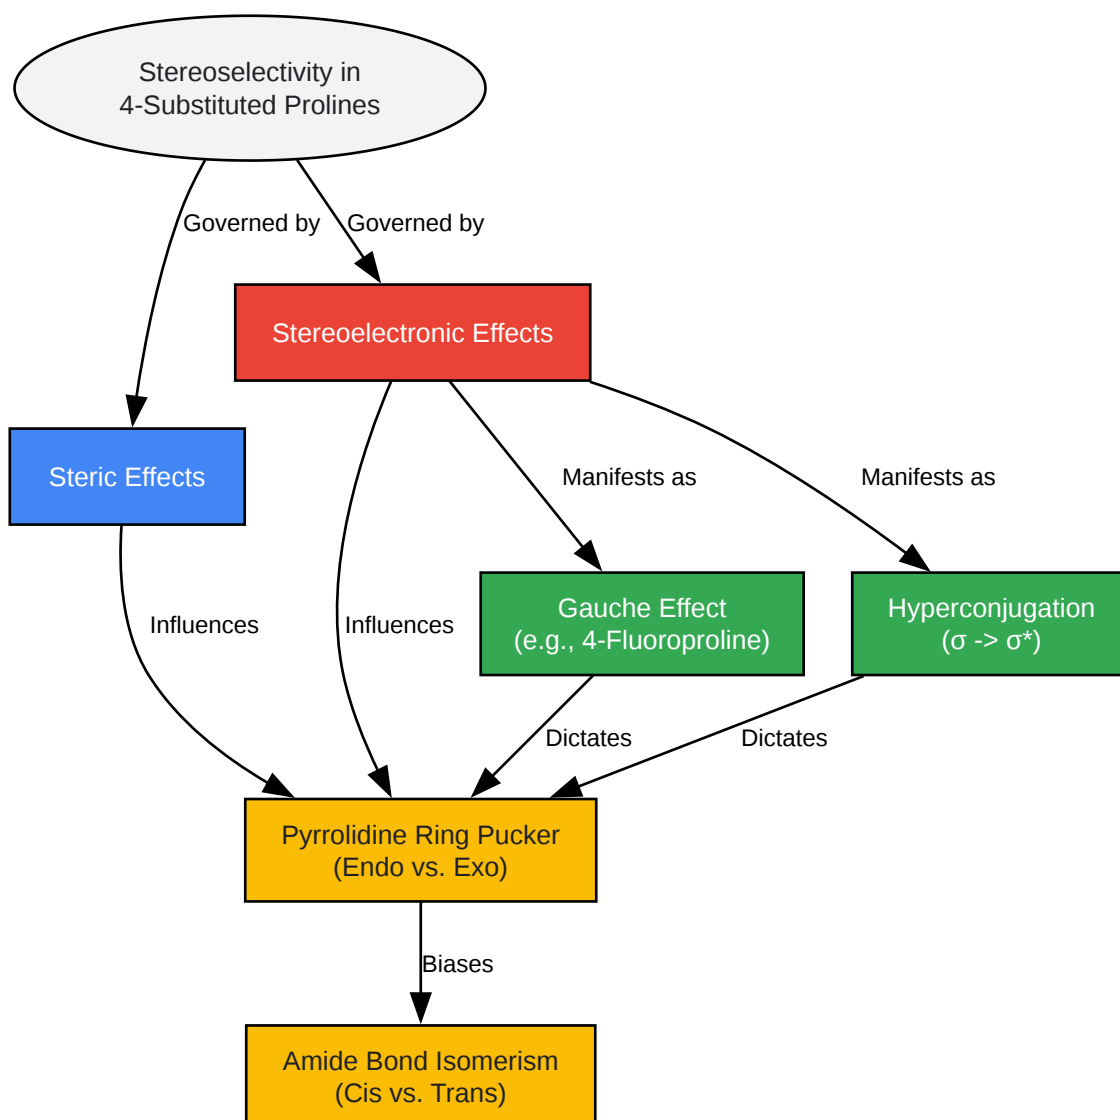 Stereoselectivity in
4-Substituted Prolines
Governed by
Governed by
Stereoelectronic Effects
Steric Effects
Manifests as
Manifests as
Gauche Effect
(e.g., 4-Fluoroproline)
Hyperconjugation
(σ -> σ*)
Influences
Influences
Dictates
Dictates
Pyrrolidine Ring Pucker
(Endo vs. Exo)
Biases
Amide Bond Isomerism
(Cis vs. Trans)